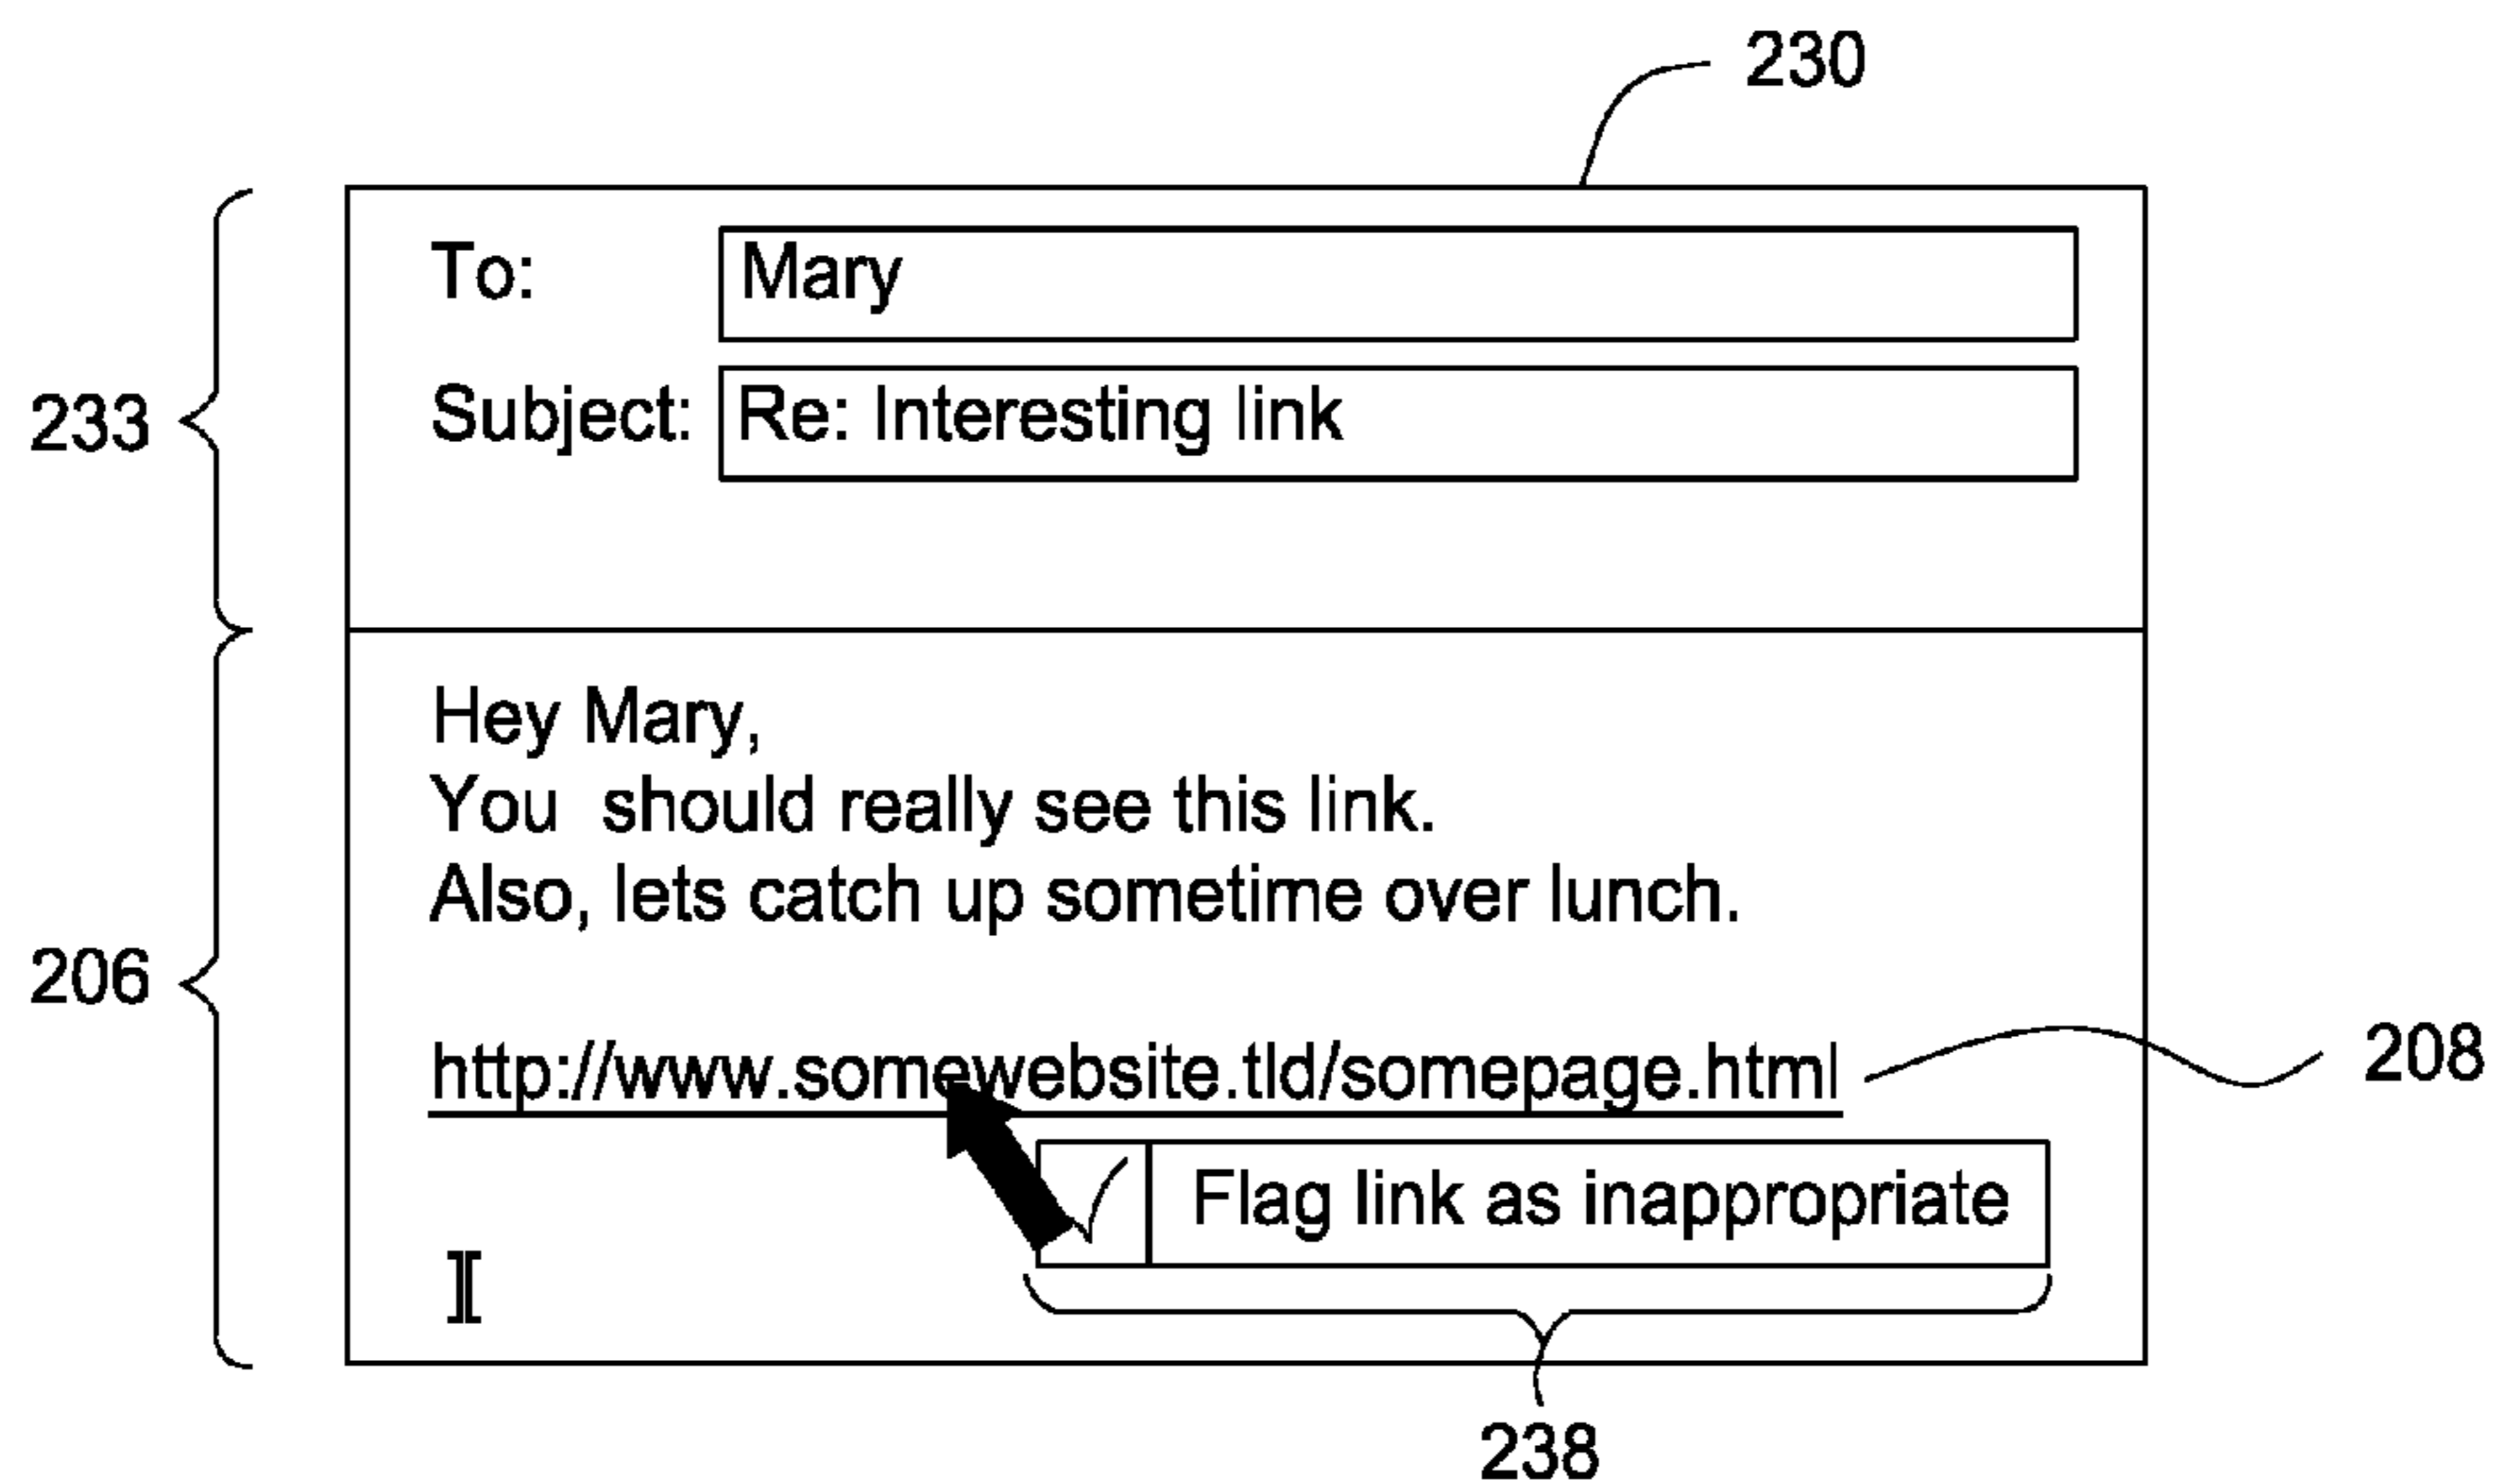 230
To: Mary
233
Subject: Re: Interesting link
Hey Mary,
You should really see this link.
Also, lets catch up sometime over lunch.
206
http://www.somewebsite.tld/somepage.html
208
Flag link as inappropriate
238